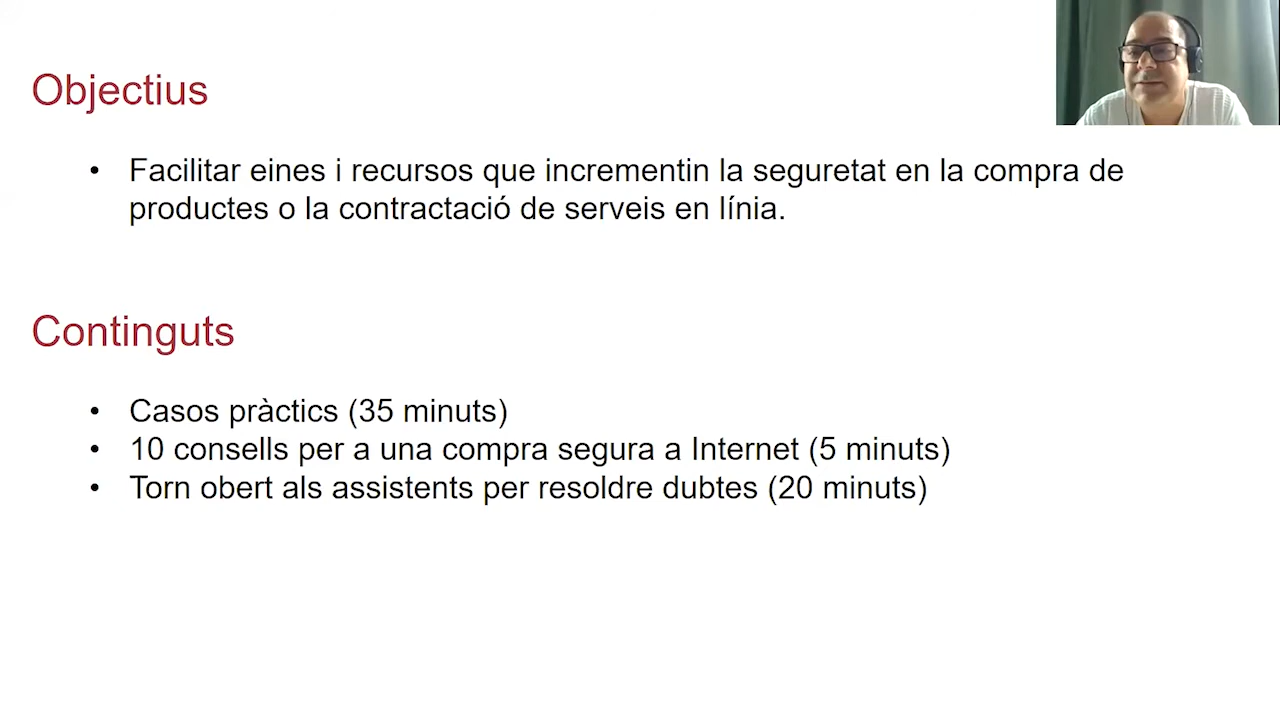 Objectius
• Facilitar eines i recursos que incrementin la seguretat en la compra de
productes o la contractació de serveis en línia.
Continguts
• Casos pràctics (35 minuts)
• 10 consells per a una compra segura a Internet (5 minuts)
• Torn obert als assistents per resoldre dubtes (20 minuts)